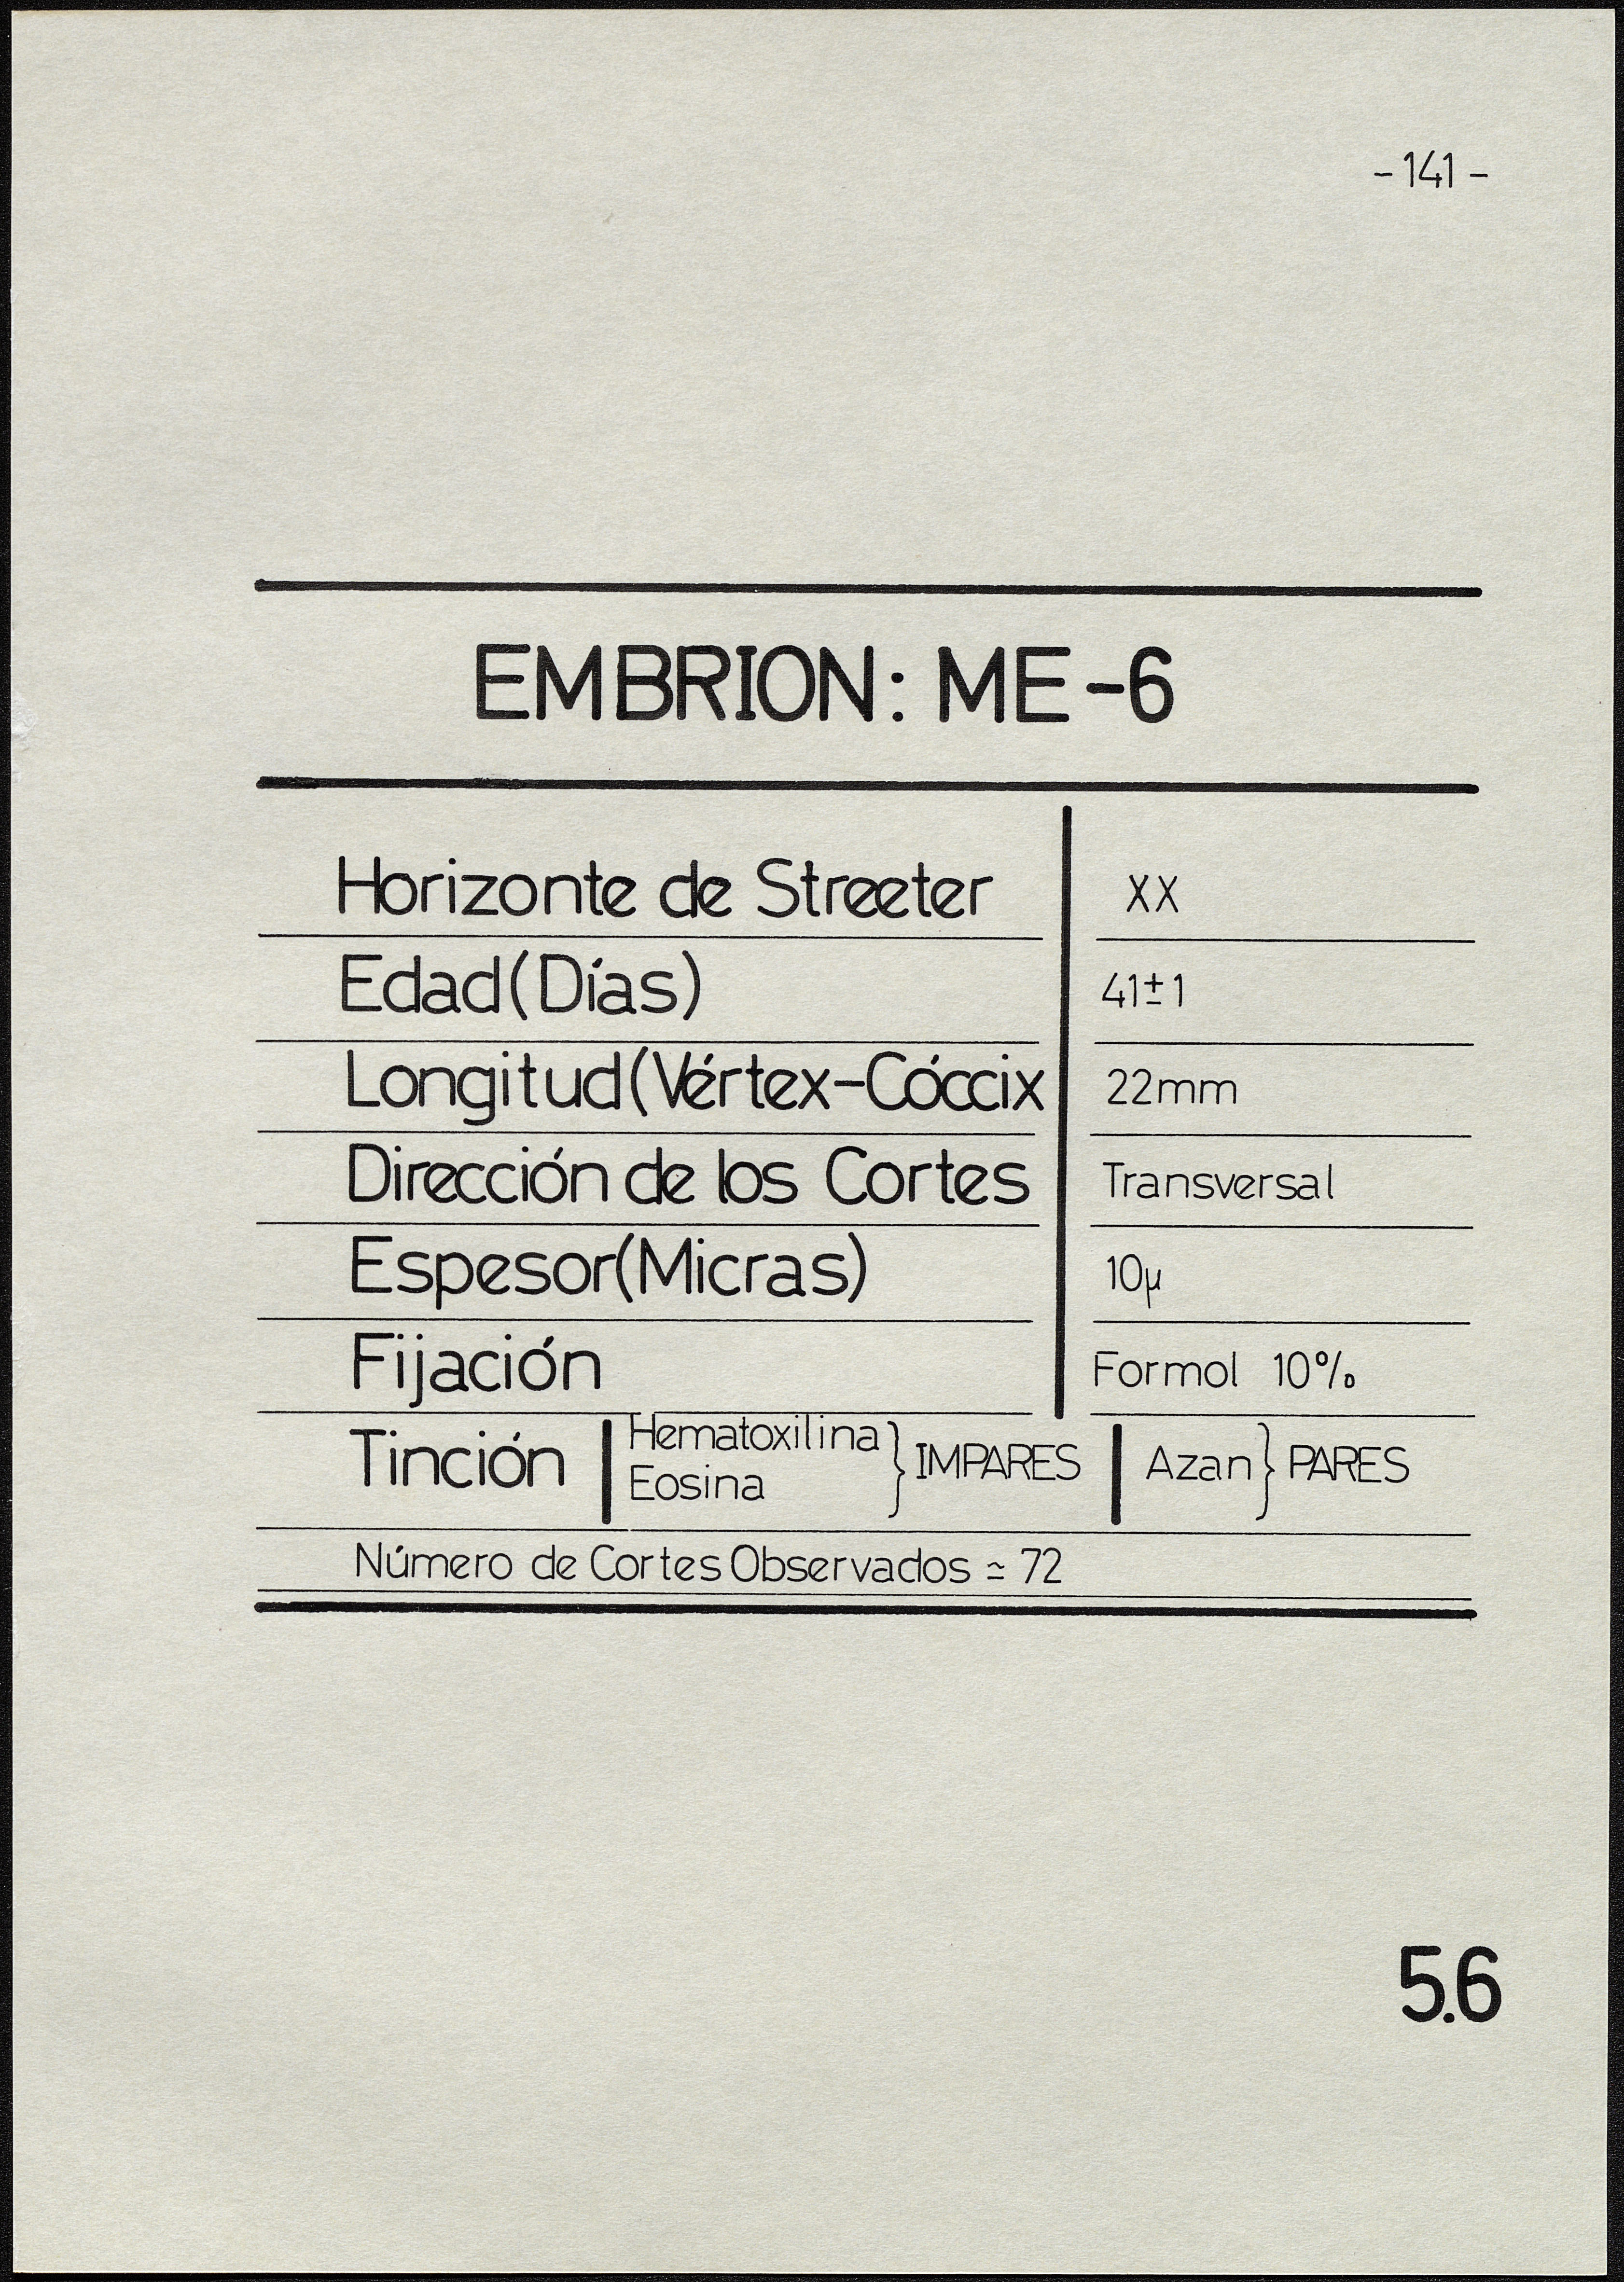 - 141 -
EMBRION: ME-6
Horizonte de Streeter XX
Edad(Días) 41±1
Longitud(Vértex-Cóccix 22mm
Dirección de los Cortes Transversal
Espesor(Micras) 10µ
Fijación Formol 10%
Tinción Hematoxilina Eosina } IMPARES Azan } PARES
Número de Cortes Observados ≃ 72
5.6